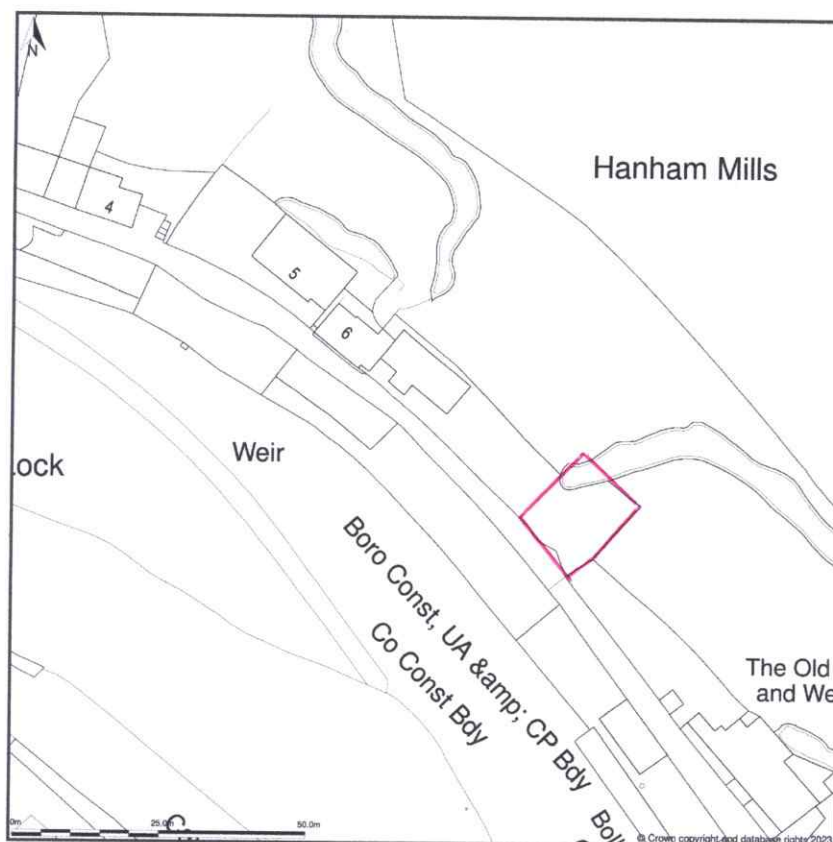 N
Hanham Mills
4
5
6
Weir
Lock
Boro Const, UA &amp; CP Bdy
Co Const Bdy
The Old
and We
Boll
0m
25.0m
50.0m
© Crown copyright and database rights 2023